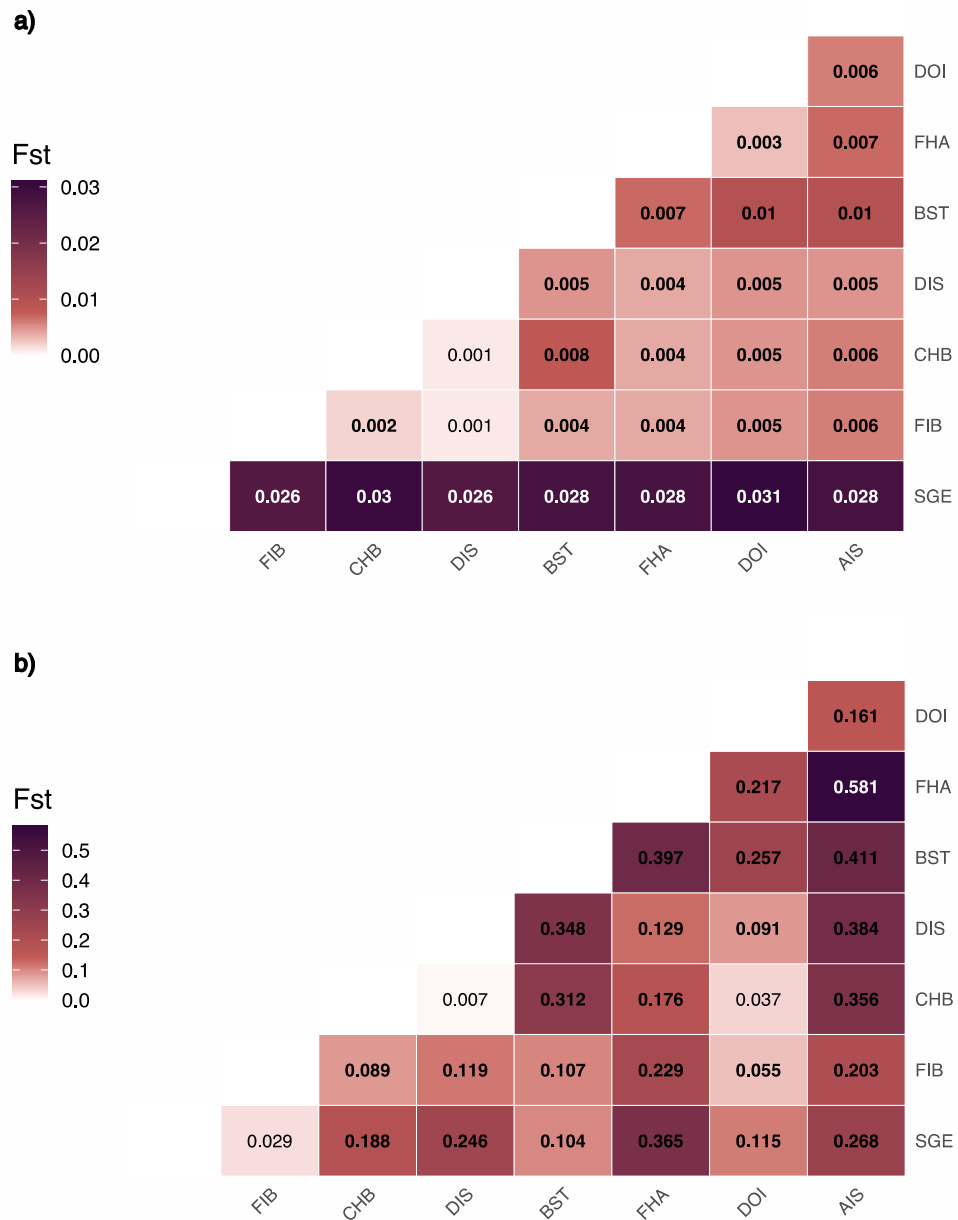 a)
0.006 DOI
Fst
0.003 0.007 FHA
0.03
0.007 0.01 0.01 BST
0.02
0.005 0.004 0.005 0.005 DIS
0.01
0.001 0.008 0.004 0.005 0.006 CHB
0.00
0.002 0.001 0.004 0.004 0.005 0.006 FIB
0.026 0.03 0.026 0.028 0.028 0.031 0.028 SGE
FIB CHB DIS BST FHA DOI AIS
b)
0.161 DOI
Fst
0.217 0.581 FHA
0.5
0.397 0.257 0.411 BST
0.4
0.3
0.348 0.129 0.091 0.384 DIS
0.2
0.1
0.007 0.312 0.176 0.037 0.356 CHB
0.0
0.089 0.119 0.107 0.229 0.055 0.203 FIB
0.029 0.188 0.246 0.104 0.365 0.115 0.268 SGE
FIB CHB DIS BST FHA DOI AIS